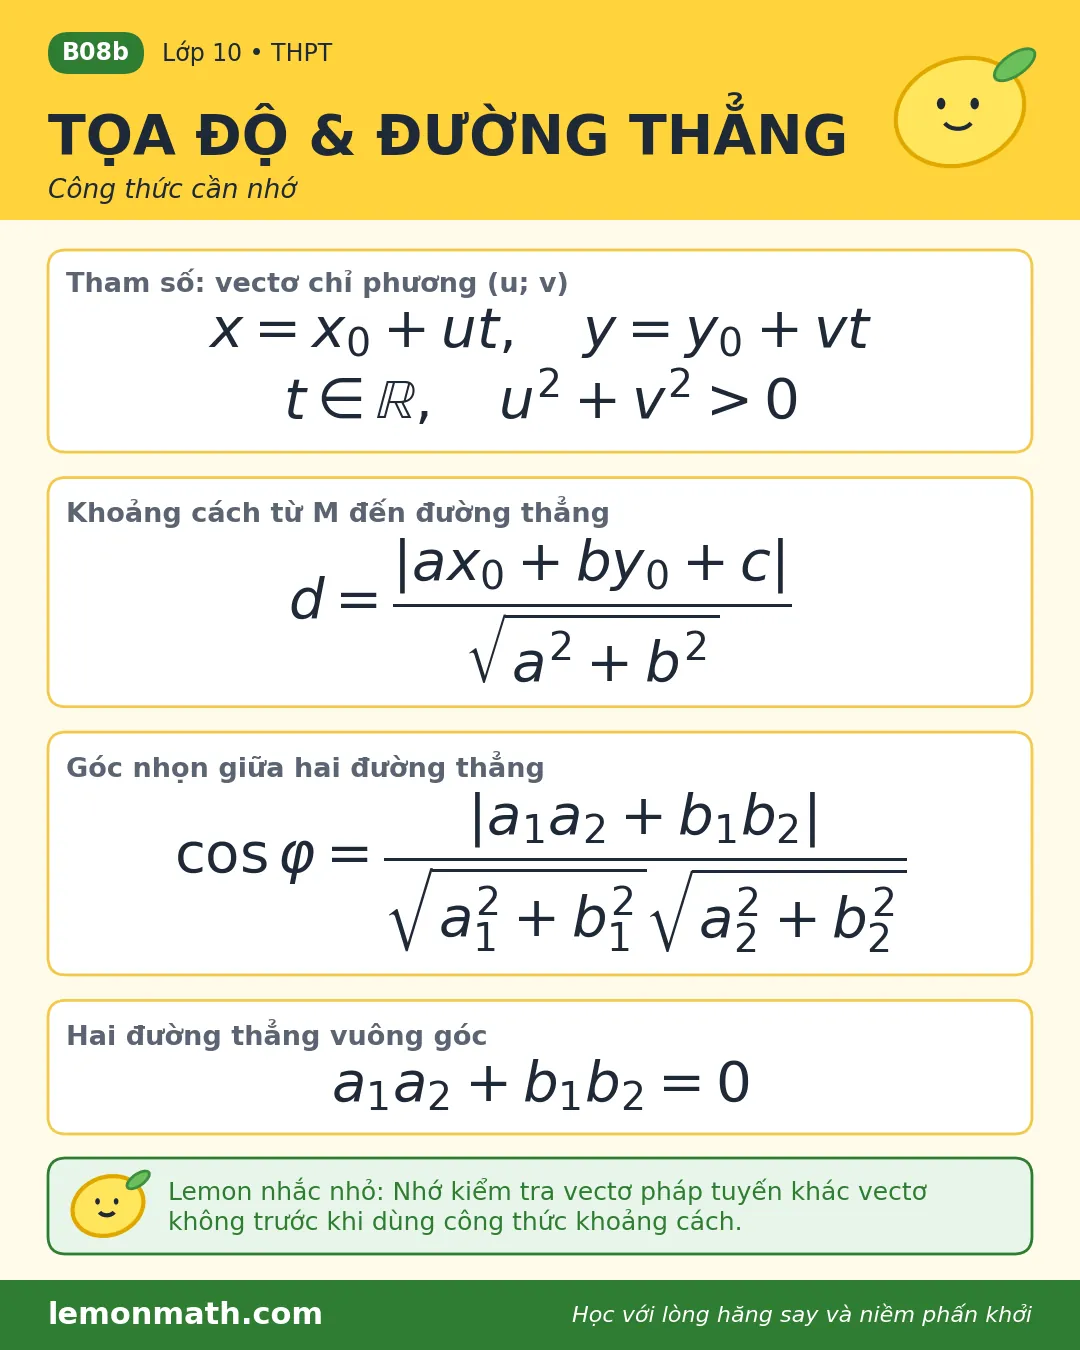 B08b Lớp 10 • THPT
TỌA ĐỘ & ĐƯỜNG THẲNG
Công thức cần nhớ
Tham số: vectơ chỉ phương (u; v)
x = x₀ + ut, y = y₀ + vt
t ∈ ℝ, u² + v² > 0
Khoảng cách từ M đến đường thẳng
d = |ax₀ + by₀ + c| / √(a² + b²)
Góc nhọn giữa hai đường thẳng
cos φ = |a₁a₂ + b₁b₂| / (√(a₁² + b₁²) √(a₂² + b₂²))
Hai đường thẳng vuông góc
a₁a₂ + b₁b₂ = 0
Lemon nhắc nhỏ: Nhớ kiểm tra vectơ pháp tuyến khác vectơ
không trước khi dùng công thức khoảng cách.
lemonmath.com
Học với lòng hăng say và niềm phấn khởi